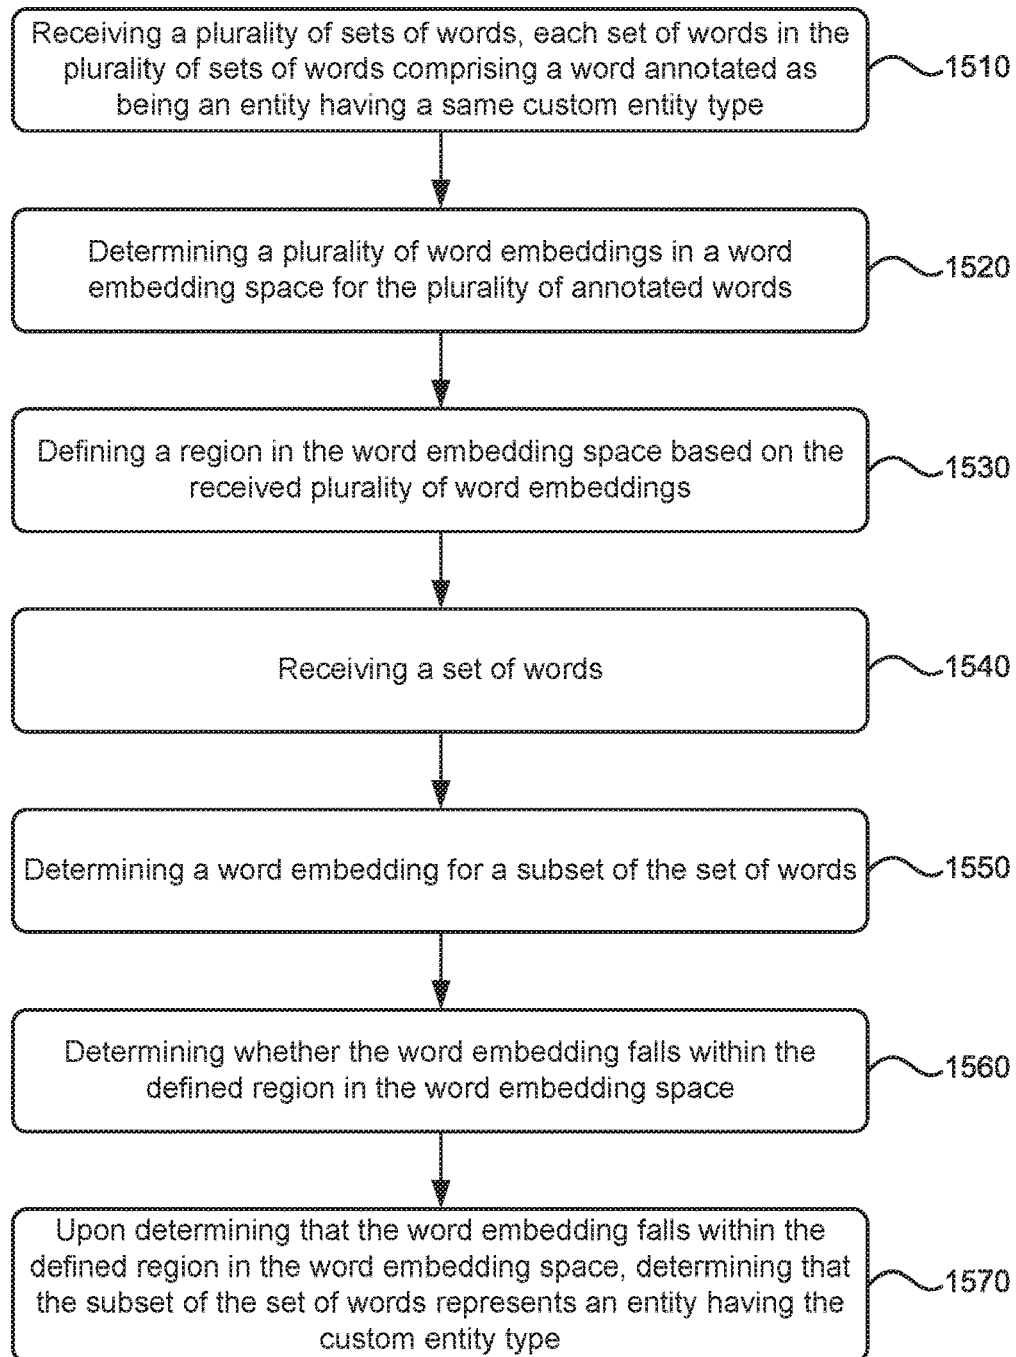 Receiving a plurality of sets of words, each set of words in the
plurality of sets of words comprising a word annotated as
being an entity having a same custom entity type
1510
Determining a plurality of word embeddings in a word
embedding space for the plurality of annotated words
1520
Defining a region in the word embedding space based on the
received plurality of word embeddings
1530
Receiving a set of words
1540
Determining a word embedding for a subset of the set of words
1550
Determining whether the word embedding falls within the
defined region in the word embedding space
1560
Upon determining that the word embedding falls within the
defined region in the word embedding space, determining that
the subset of the set of words represents an entity having the
custom entity type
1570